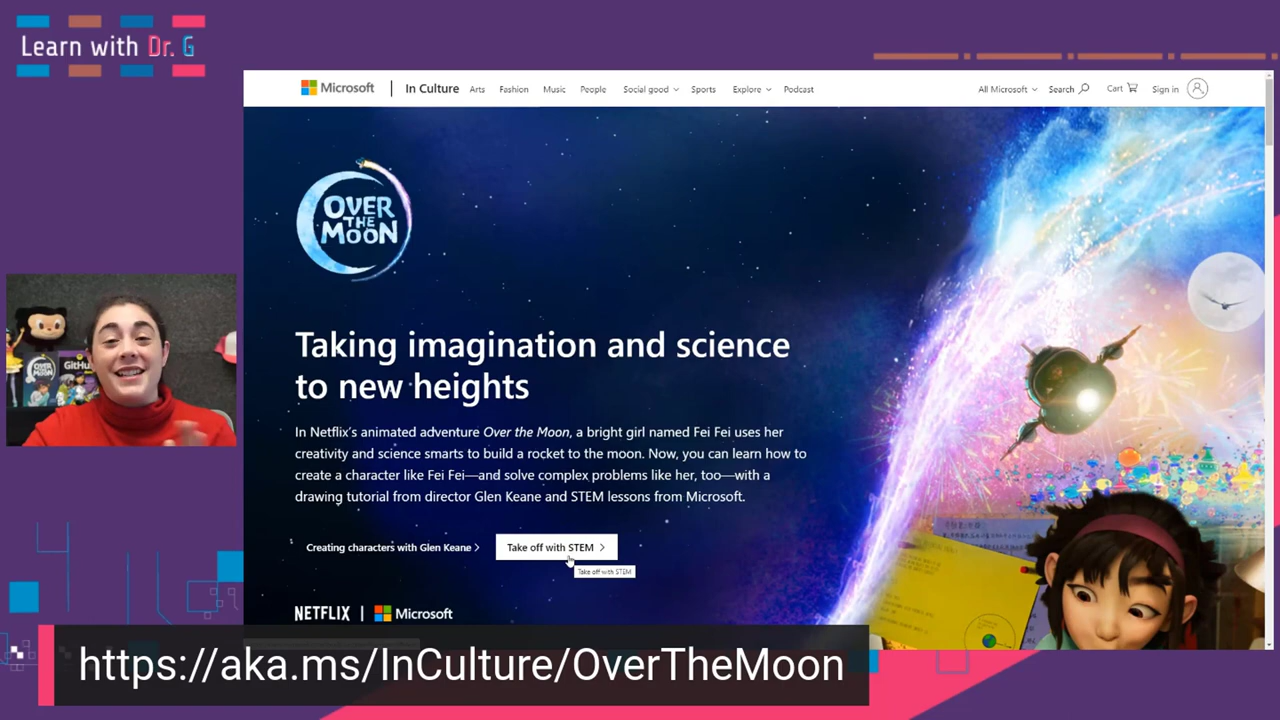 Learn with Dr. G
Microsoft
In Culture
Arts
Fashion
Music
People
Social good
Sports
Explore
Podcast
All Microsoft
Search
Cart
Sign in
OVER
THE
MOON
Taking imagination and science
to new heights
In Netflix's animated adventure Over the Moon, a bright girl named Fei Fei uses her
creativity and science smarts to build a rocket to the moon. Now, you can learn how to
create a character like Fei Fei—and solve complex problems like her, too—with a
drawing tutorial from director Glen Keane and STEM lessons from Microsoft.
Creating characters with Glen Keane
Take off with STEM
Take off with STEM
NETFLIX
Microsoft
OVER
THE
MOON
GitHu
https://aka.ms/InCulture/OverTheMoon